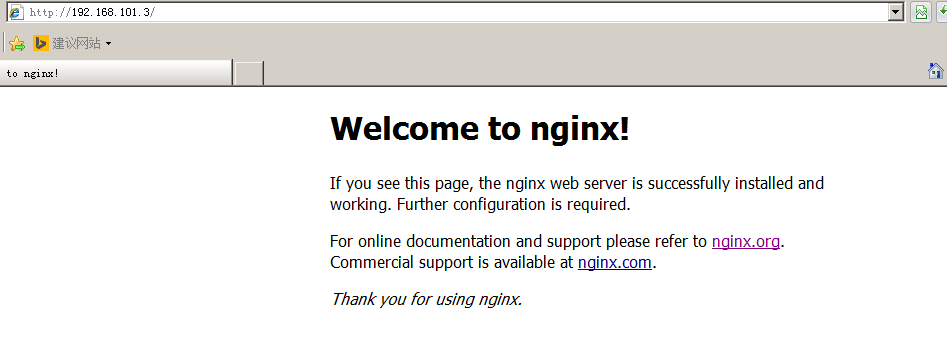 http://192.168.101.3/
建议网站
to nginx!
Welcome to nginx!
If you see this page, the nginx web server is successfully installed and
working. Further configuration is required.
For online documentation and support please refer to nginx.org.
Commercial support is available at nginx.com.
Thank you for using nginx.